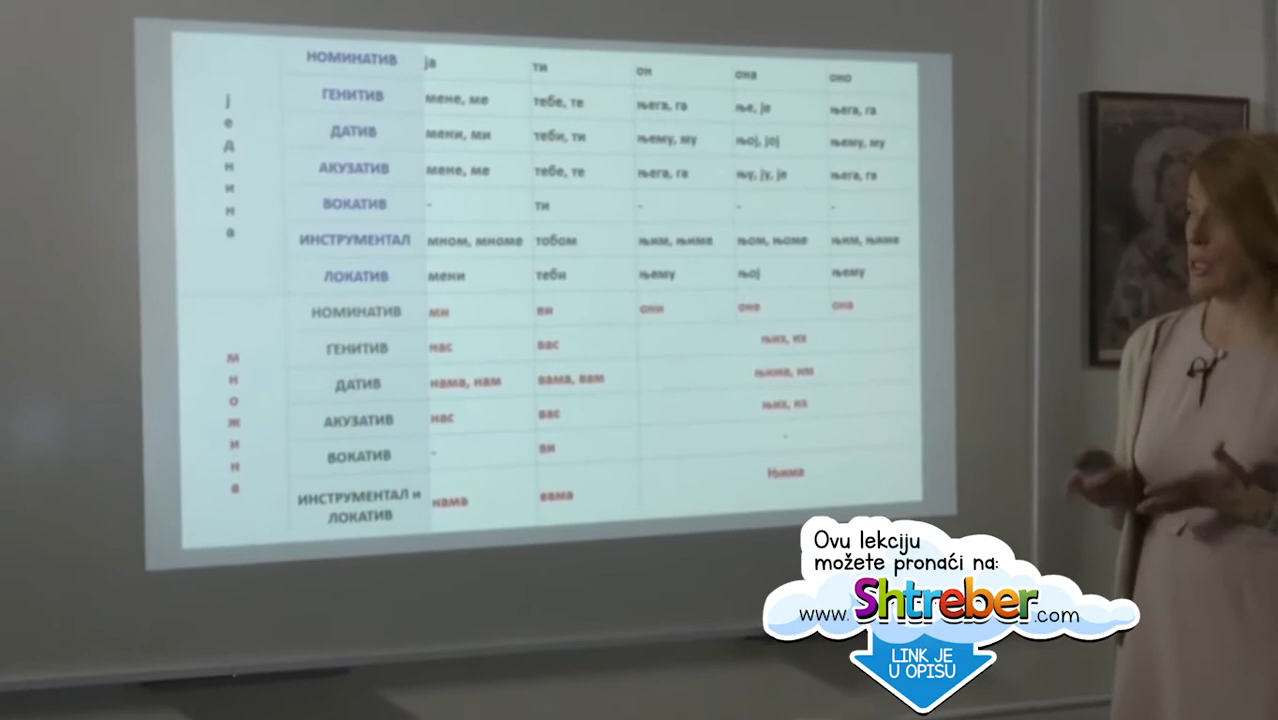 једнина
НОМИНАТИВ ја ти он она оно
ГЕНИТИВ мене, ме тебе, те њега, га ње, је њега, га
ДАТИВ мени, ми теби, ти њему, му њој, јој њему, му
АКУЗАТИВ мене, ме тебе, те њега, га њу, ју, је њега, га
ВОКАТИВ - ти - - -
ИНСТРУМЕНТАЛ мном, мноме тобом њим, њиме њом, њоме њим, њиме
ЛОКАТИВ мени теби њему њој њему
множина
НОМИНАТИВ ми ви они оне она
ГЕНИТИВ нас вас њих, их
ДАТИВ нама, нам вама, вам њима, им
АКУЗАТИВ нас вас њих, их
ВОКАТИВ - ви -
ИНСТРУМЕНТАЛ и
ЛОКАТИВ нама вама Њима
Ovu lekciju
možete pronaći na:
www.Shtreber.com
LINK JE
U OPISU